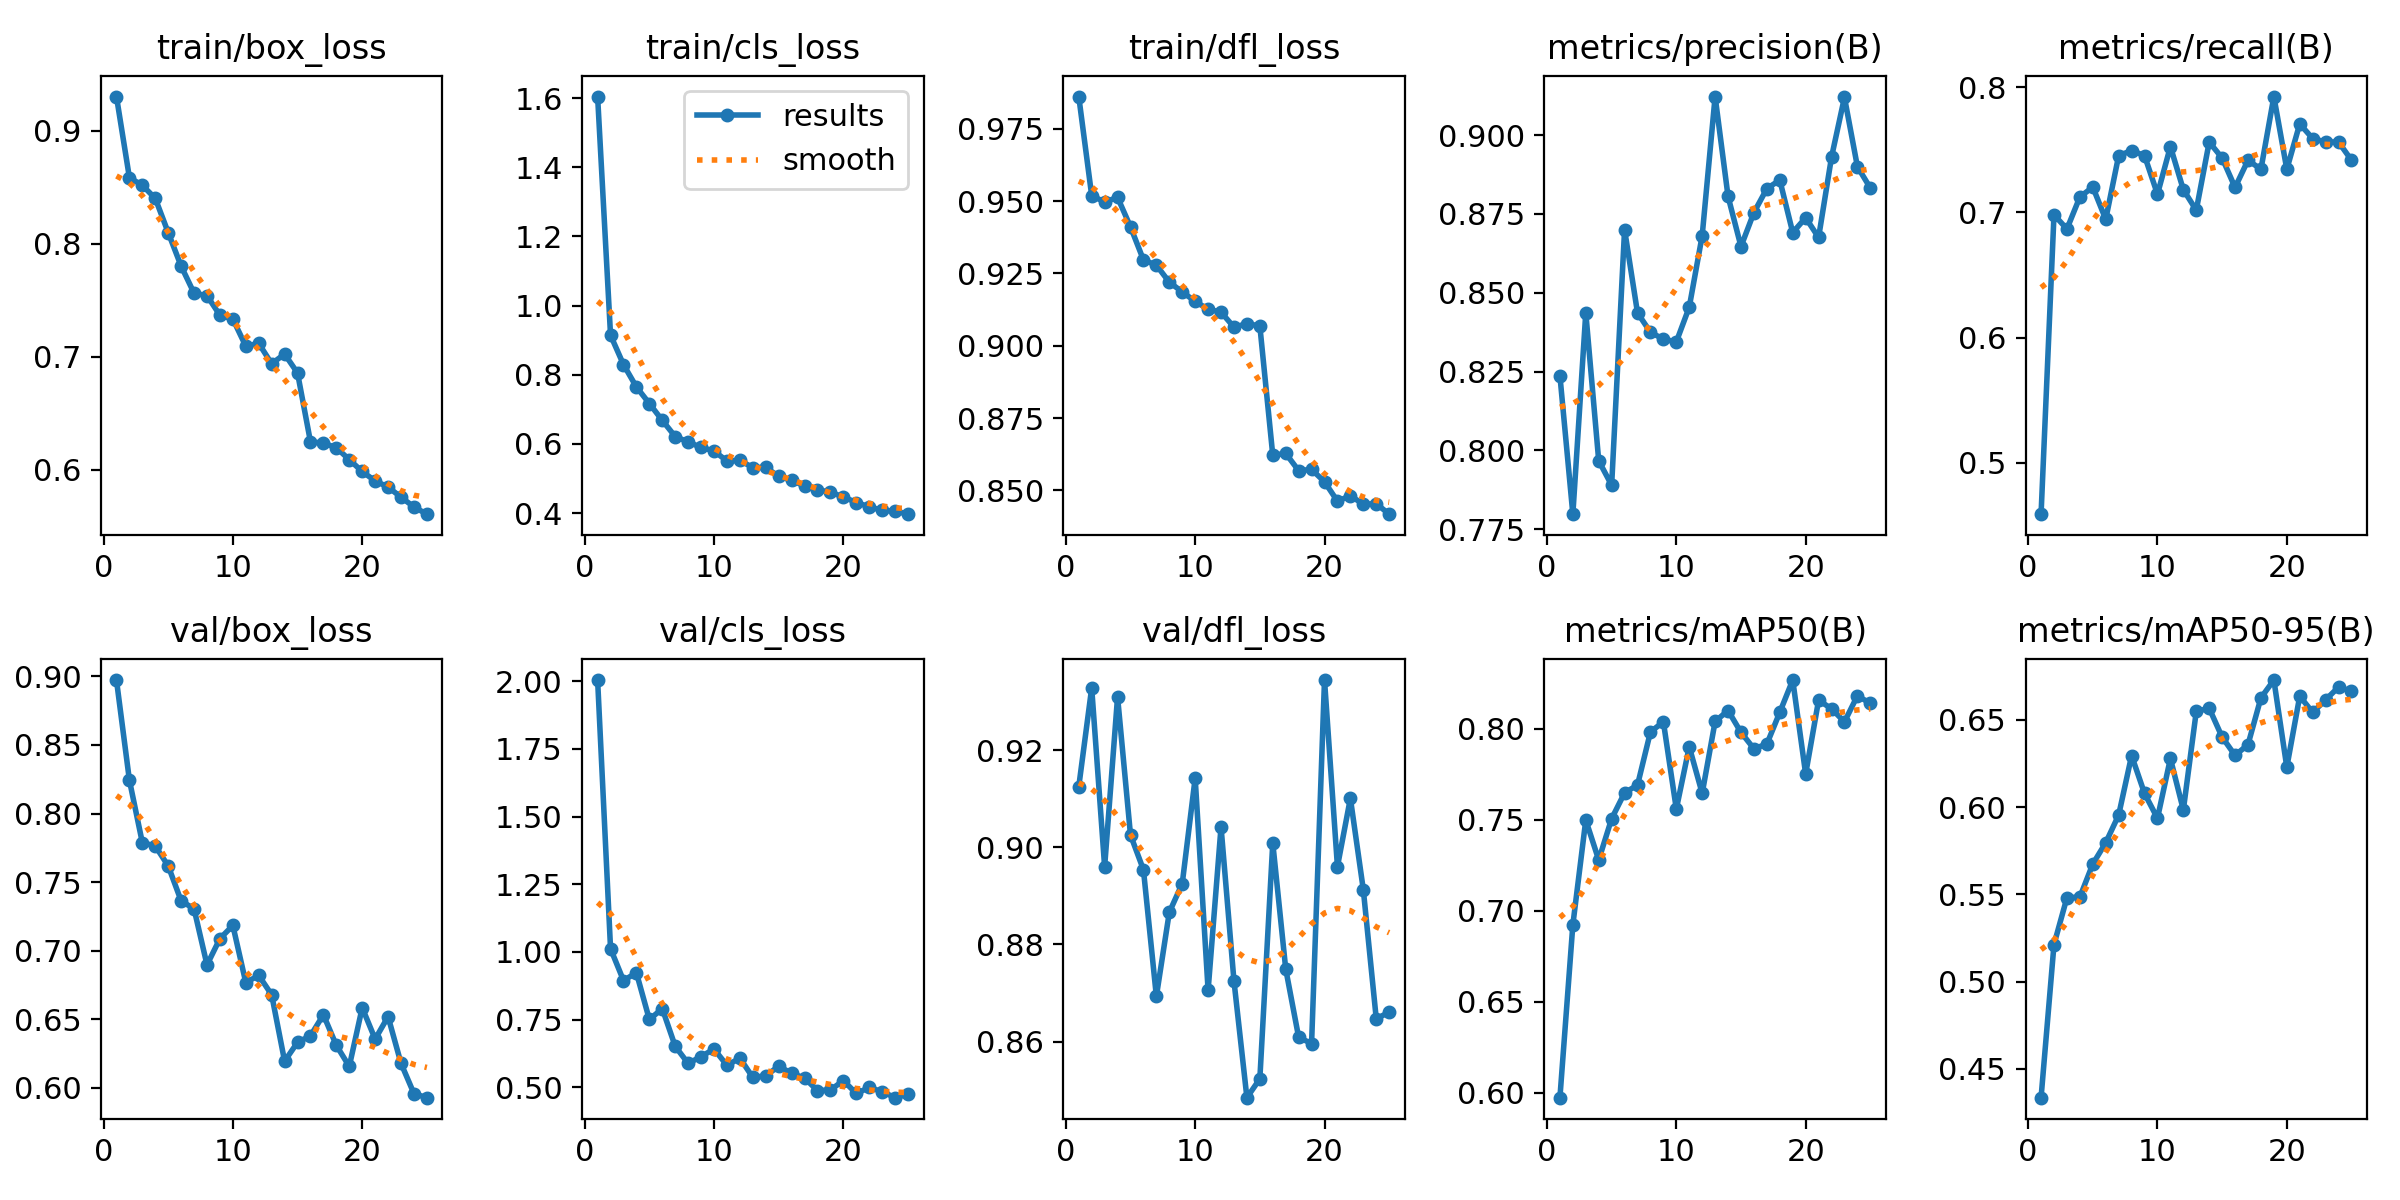 train/box_loss
0.9
0.8
0.7
0.6
0 10 20
train/cls_loss
results
smooth
1.6
1.4
1.2
1.0
0.8
0.6
0.4
0 10 20
train/dfl_loss
0.975
0.950
0.925
0.900
0.875
0.850
0 10 20
metrics/precision(B)
0.900
0.875
0.850
0.825
0.800
0.775
0 10 20
metrics/recall(B)
0.8
0.7
0.6
0.5
0 10 20
val/box_loss
0.90
0.85
0.80
0.75
0.70
0.65
0.60
0 10 20
val/cls_loss
2.00
1.75
1.50
1.25
1.00
0.75
0.50
0 10 20
val/dfl_loss
0.92
0.90
0.88
0.86
0 10 20
metrics/mAP50(B)
0.80
0.75
0.70
0.65
0.60
0 10 20
metrics/mAP50-95(B)
0.65
0.60
0.55
0.50
0.45
0 10 20